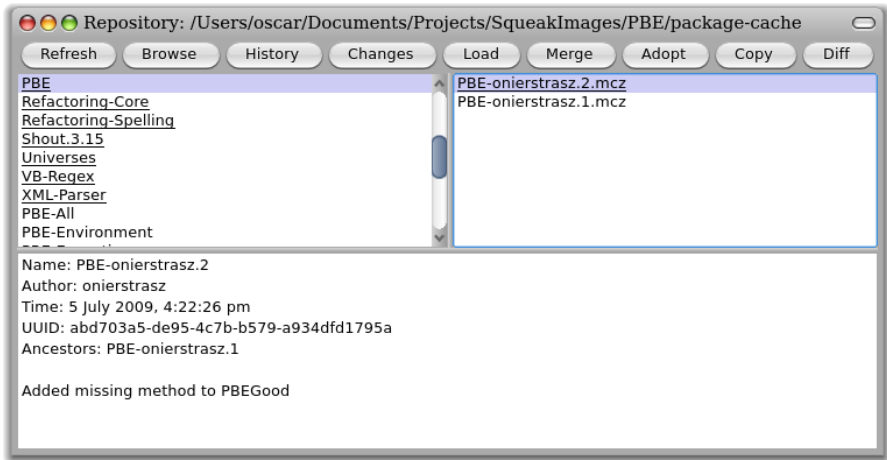 Repository: /Users/oscar/Documents/Projects/SqueakImages/PBE/package-cache
Refresh Browse History Changes Load Merge Adopt Copy Diff
PBE
Refactoring-Core
Refactoring-Spelling
Shout.3.15
Universes
VB-Regex
XML-Parser
PBE-All
PBE-Environment
PBE-onierstrasz.2.mcz
PBE-onierstrasz.1.mcz
Name: PBE-onierstrasz.2
Author: onierstrasz
Time: 5 July 2009, 4:22:26 pm
UUID: abd703a5-de95-4c7b-b579-a934dfd1795a
Ancestors: PBE-onierstrasz.1
Added missing method to PBEGood